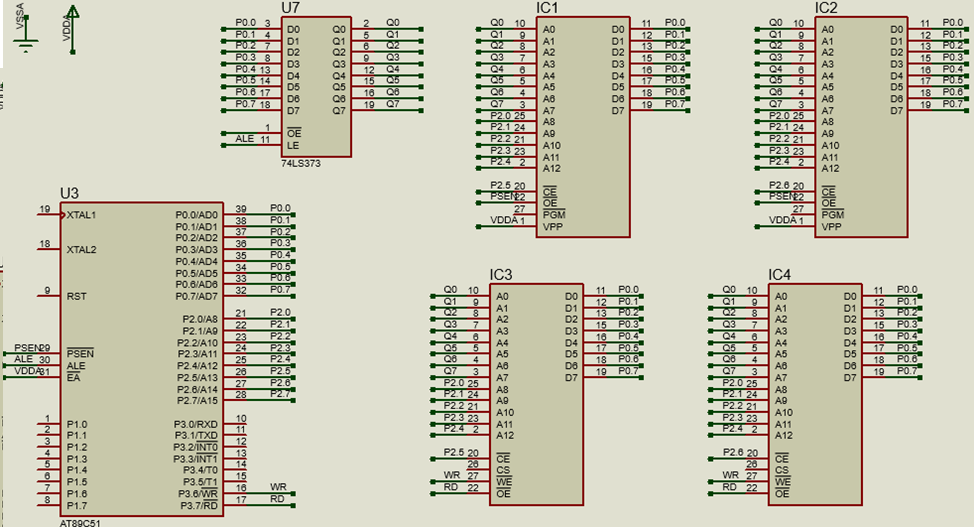 VSSA
VDDA
U7
P0.0 3 D0 Q0 2 Q0
P0.1 4 D1 Q1 5 Q1
P0.2 7 D2 Q2 6 Q2
P0.3 8 D3 Q3 9 Q3
P0.4 13 D4 Q4 12 Q4
P0.5 14 D5 Q5 15 Q5
P0.6 17 D6 Q6 16 Q6
P0.7 18 D7 Q7 19 Q7
1 OE
ALE 11 LE
74LS373
IC1
Q0 10 A0 D0 11 P0.0
Q1 9 A1 D1 12 P0.1
Q2 8 A2 D2 13 P0.2
Q3 7 A3 D3 15 P0.3
Q4 6 A4 D4 16 P0.4
Q5 5 A5 D5 17 P0.5
Q6 4 A6 D6 18 P0.6
Q7 3 A7 D7 19 P0.7
P2.0 25 A8
P2.1 24 A9
P2.2 21 A10
P2.3 23 A11
P2.4 2 A12
P2.5 20 CE
PSEN 22 OE
27 PGM
VDDA 1 VPP
IC2
Q0 10 A0 D0 11 P0.0
Q1 9 A1 D1 12 P0.1
Q2 8 A2 D2 13 P0.2
Q3 7 A3 D3 15 P0.3
Q4 6 A4 D4 16 P0.4
Q5 5 A5 D5 17 P0.5
Q6 4 A6 D6 18 P0.6
Q7 3 A7 D7 19 P0.7
P2.0 25 A8
P2.1 24 A9
P2.2 21 A10
P2.3 23 A11
P2.4 2 A12
P2.6 20 CE
PSEN 22 OE
27 PGM
VDDA 1 VPP
U3
19 XTAL1 P0.0/AD0 39 P0.0
P0.1/AD1 38 P0.1
P0.2/AD2 37 P0.2
18 XTAL2 P0.3/AD3 36 P0.3
P0.4/AD4 35 P0.4
P0.5/AD5 34 P0.5
P0.6/AD6 33 P0.6
9 RST P0.7/AD7 32 P0.7
P2.0/A8 21 P2.0
P2.1/A9 22 P2.1
P2.2/A10 23 P2.2
PSEN 29 PSEN P2.3/A11 24 P2.3
ALE 30 ALE P2.4/A12 25 P2.4
VDDA 31 EA P2.5/A13 26 P2.5
P2.6/A14 27 P2.6
P2.7/A15 28 P2.7
1 P1.0 P3.0/RXD 10
2 P1.1 P3.1/TXD 11
3 P1.2 P3.2/INT0 12
4 P1.3 P3.3/INT1 13
5 P1.4 P3.4/T0 14
6 P1.5 P3.5/T1 15
7 P1.6 P3.6/WR 16 WR
8 P1.7 P3.7/RD 17 RD
AT89C51
IC3
Q0 10 A0 D0 11 P0.0
Q1 9 A1 D1 12 P0.1
Q2 8 A2 D2 13 P0.2
Q3 7 A3 D3 15 P0.3
Q4 6 A4 D4 16 P0.4
Q5 5 A5 D5 17 P0.5
Q6 4 A6 D6 18 P0.6
Q7 3 A7 D7 19 P0.7
P2.0 25 A8
P2.1 24 A9
P2.2 21 A10
P2.3 23 A11
P2.4 2 A12
P2.5 20 CE
26 CS
WR 27 WE
RD 22 OE
IC4
Q0 10 A0 D0 11 P0.0
Q1 9 A1 D1 12 P0.1
Q2 8 A2 D2 13 P0.2
Q3 7 A3 D3 15 P0.3
Q4 6 A4 D4 16 P0.4
Q5 5 A5 D5 17 P0.5
Q6 4 A6 D6 18 P0.6
Q7 3 A7 D7 19 P0.7
P2.0 25 A8
P2.1 24 A9
P2.2 21 A10
P2.3 23 A11
P2.4 2 A12
P2.6 20 CE
26 CS
WR 27 WE
RD 22 OE